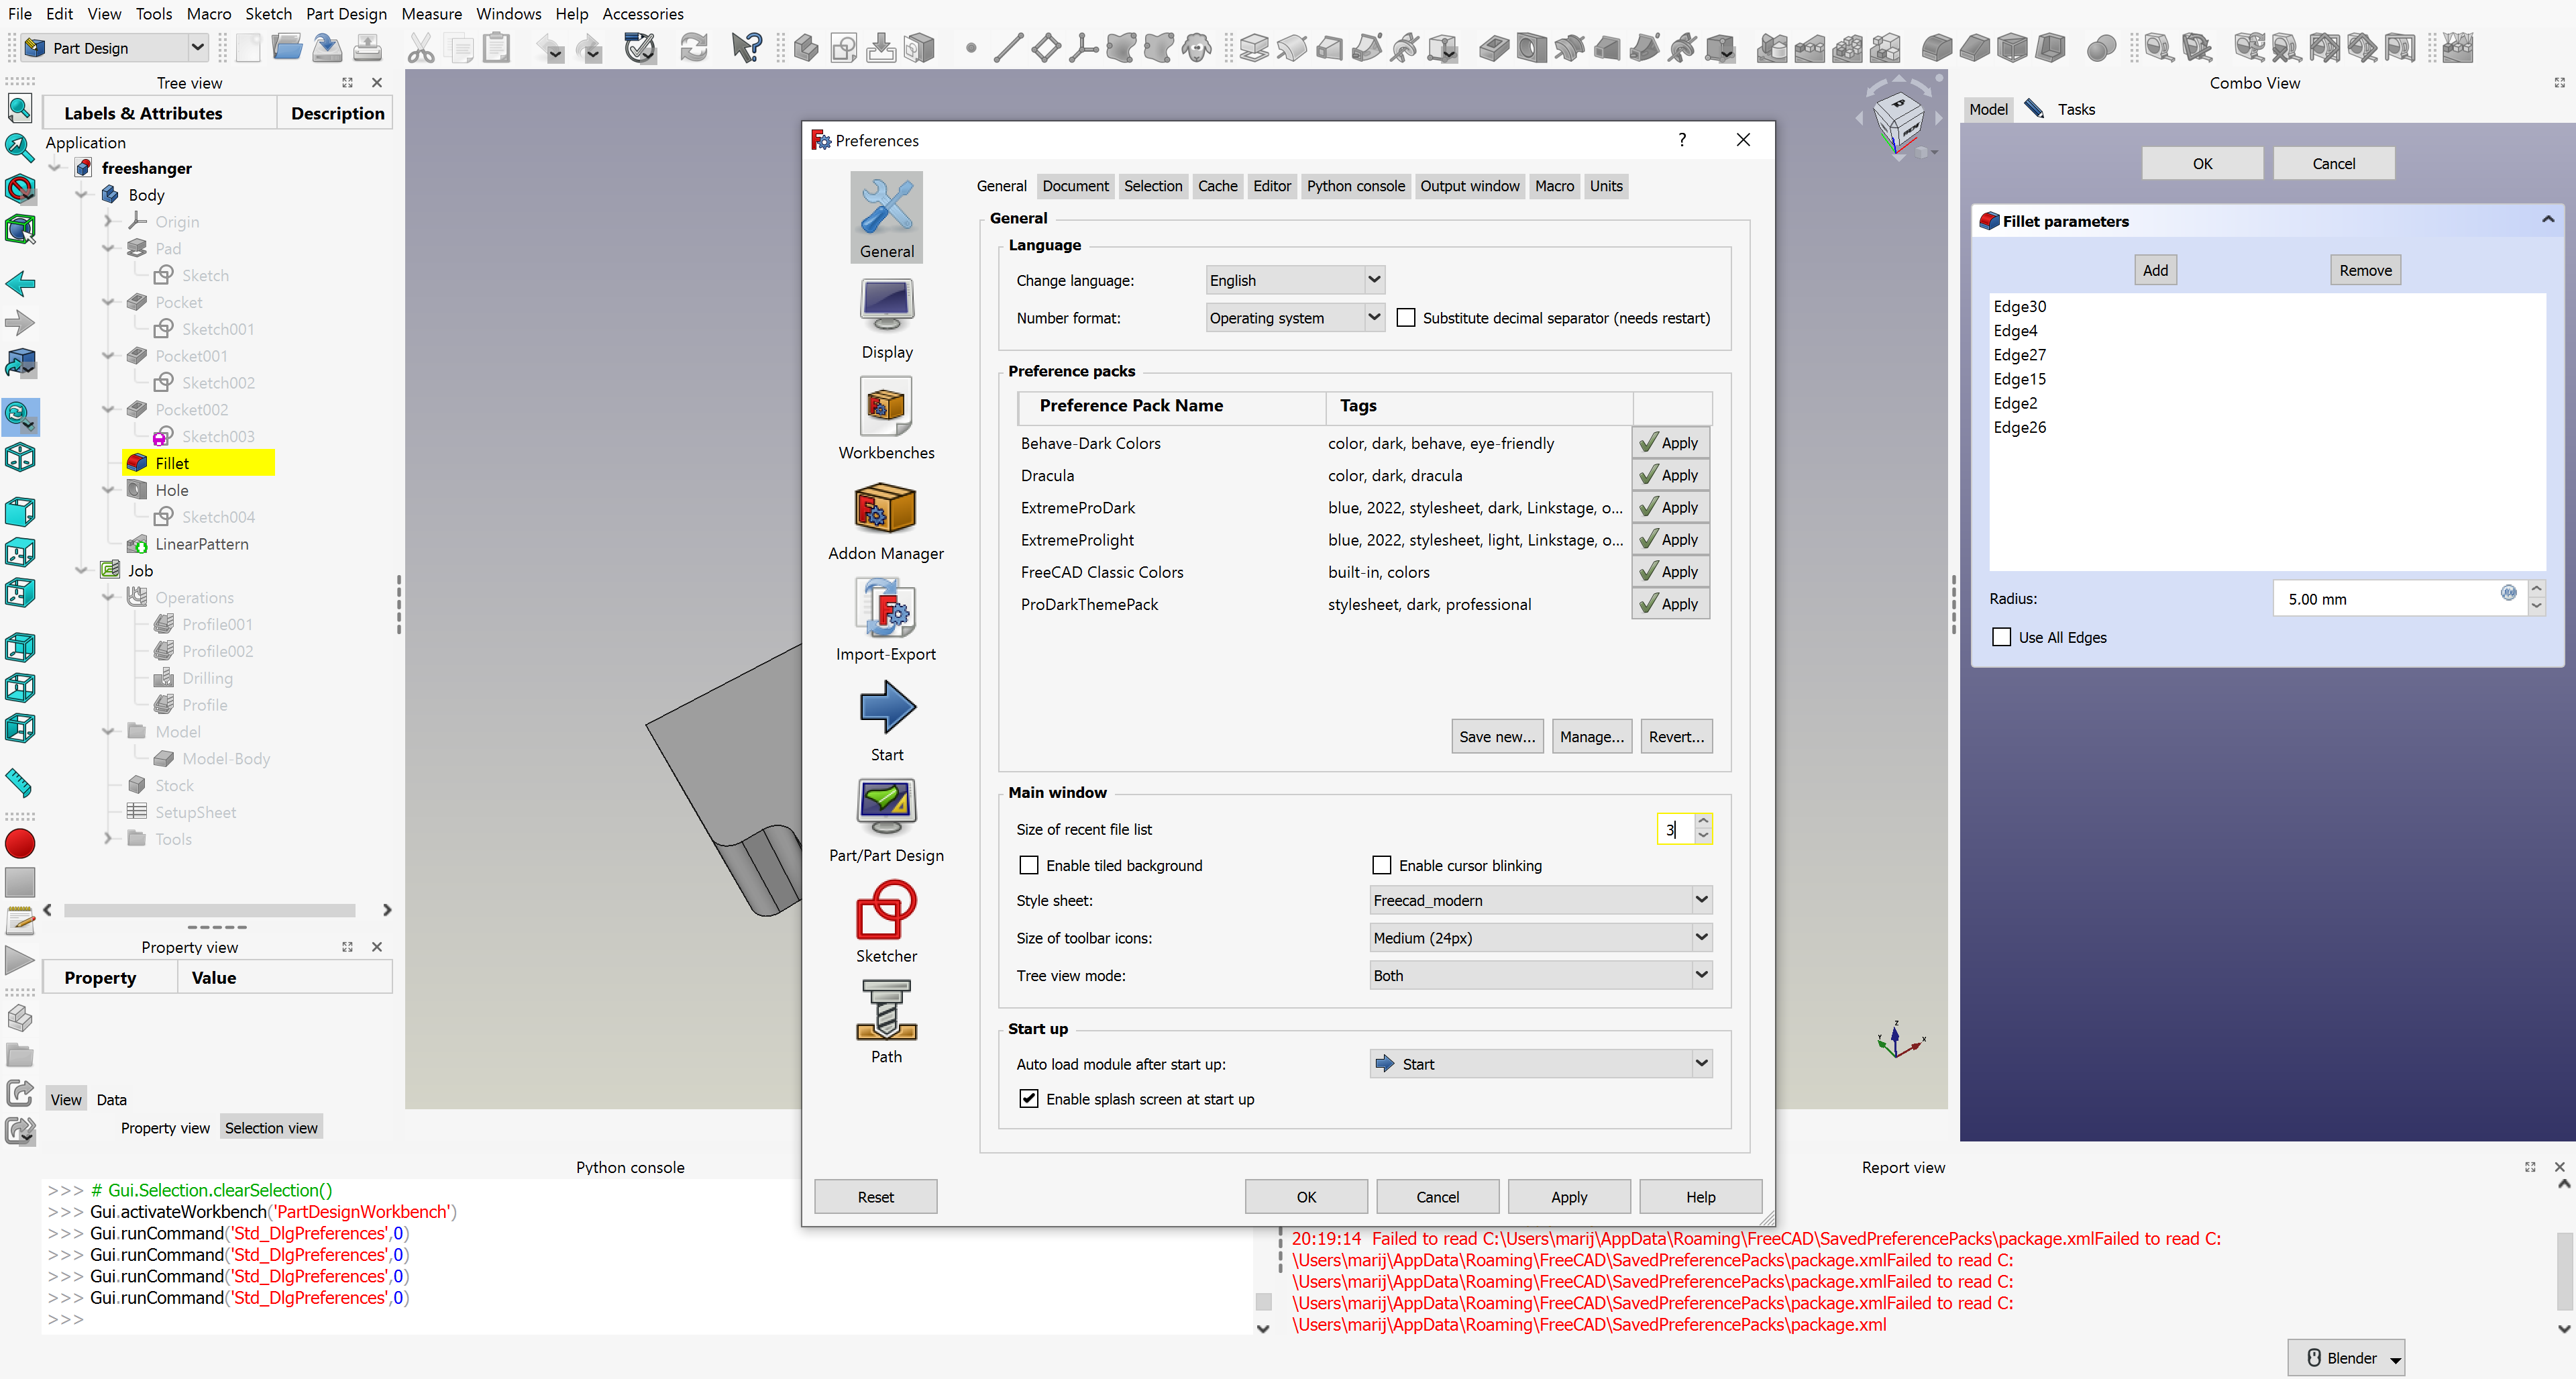 File Edit View Tools Macro Sketch Part Design Measure Windows Help Accessories
Part Design
Tree view
Labels & Attributes Description
Application
freeshanger
Body
Origin
Pad
Sketch
Pocket
Sketch001
Pocket001
Sketch002
Pocket002
Sketch003
Fillet
Hole
Sketch004
LinearPattern
Job
Operations
Profile001
Profile002
Drilling
Profile
Model
Model-Body
Stock
SetupSheet
Tools
Property view
Property Value
View Data
Property view Selection view
Preferences
?
General
Display
Workbenches
Addon Manager
Import-Export
Start
Part/Part Design
Sketcher
Path
General Document Selection Cache Editor Python console Output window Macro Units
General
Language
Change language: English
Number format: Operating system Substitute decimal separator (needs restart)
Preference packs
Preference Pack Name Tags
Behave-Dark Colors color, dark, behave, eye-friendly Apply
Dracula color, dark, dracula Apply
ExtremeProDark blue, 2022, stylesheet, dark, Linkstage, o... Apply
ExtremeProlight blue, 2022, stylesheet, light, Linkstage, o... Apply
FreeCAD Classic Colors built-in, colors Apply
ProDarkThemePack stylesheet, dark, professional Apply
Save new... Manage... Revert...
Main window
Size of recent file list 3
Enable tiled background Enable cursor blinking
Style sheet: Freecad_modern
Size of toolbar icons: Medium (24px)
Tree view mode: Both
Start up
Auto load module after start up: Start
Enable splash screen at start up
Reset OK Cancel Apply Help
Combo View
Model Tasks
OK Cancel
Fillet parameters
Add Remove
Edge30
Edge4
Edge27
Edge15
Edge2
Edge26
Radius: 5.00 mm
Use All Edges
Z
Y X
Python console
>>> # Gui.Selection.clearSelection()
>>> Gui.activateWorkbench('PartDesignWorkbench')
>>> Gui.runCommand('Std_DlgPreferences',0)
>>> Gui.runCommand('Std_DlgPreferences',0)
>>> Gui.runCommand('Std_DlgPreferences',0)
>>> Gui.runCommand('Std_DlgPreferences',0)
>>>
Report view
20:19:14 Failed to read C:\Users\marij\AppData\Roaming\FreeCAD\SavedPreferencePacks\package.xmlFailed to read C:
\Users\marij\AppData\Roaming\FreeCAD\SavedPreferencePacks\package.xmlFailed to read C:
\Users\marij\AppData\Roaming\FreeCAD\SavedPreferencePacks\package.xmlFailed to read C:
\Users\marij\AppData\Roaming\FreeCAD\SavedPreferencePacks\package.xmlFailed to read C:
\Users\marij\AppData\Roaming\FreeCAD\SavedPreferencePacks\package.xml
Blender